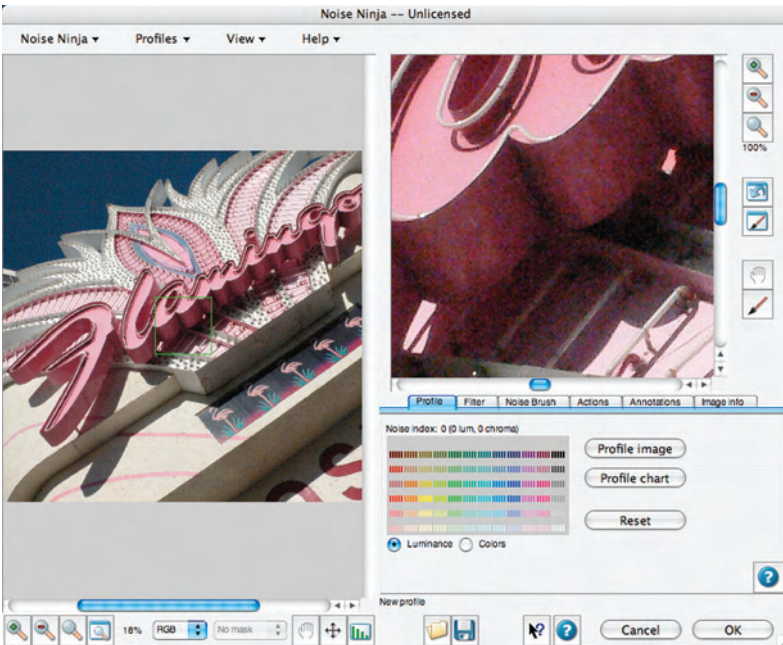 Noise Ninja -- Unlicensed
Noise Ninja ▾ Profiles ▾ View ▾ Help ▾
Flamingo
100%
Profile Filter Noise Brush Actions Annotations Image info
Noise index: 0 (0 lum, 0 chroma)
Profile image
Profile chart
Reset
Luminance Colors
New profile
18% RGB No mask
Cancel OK